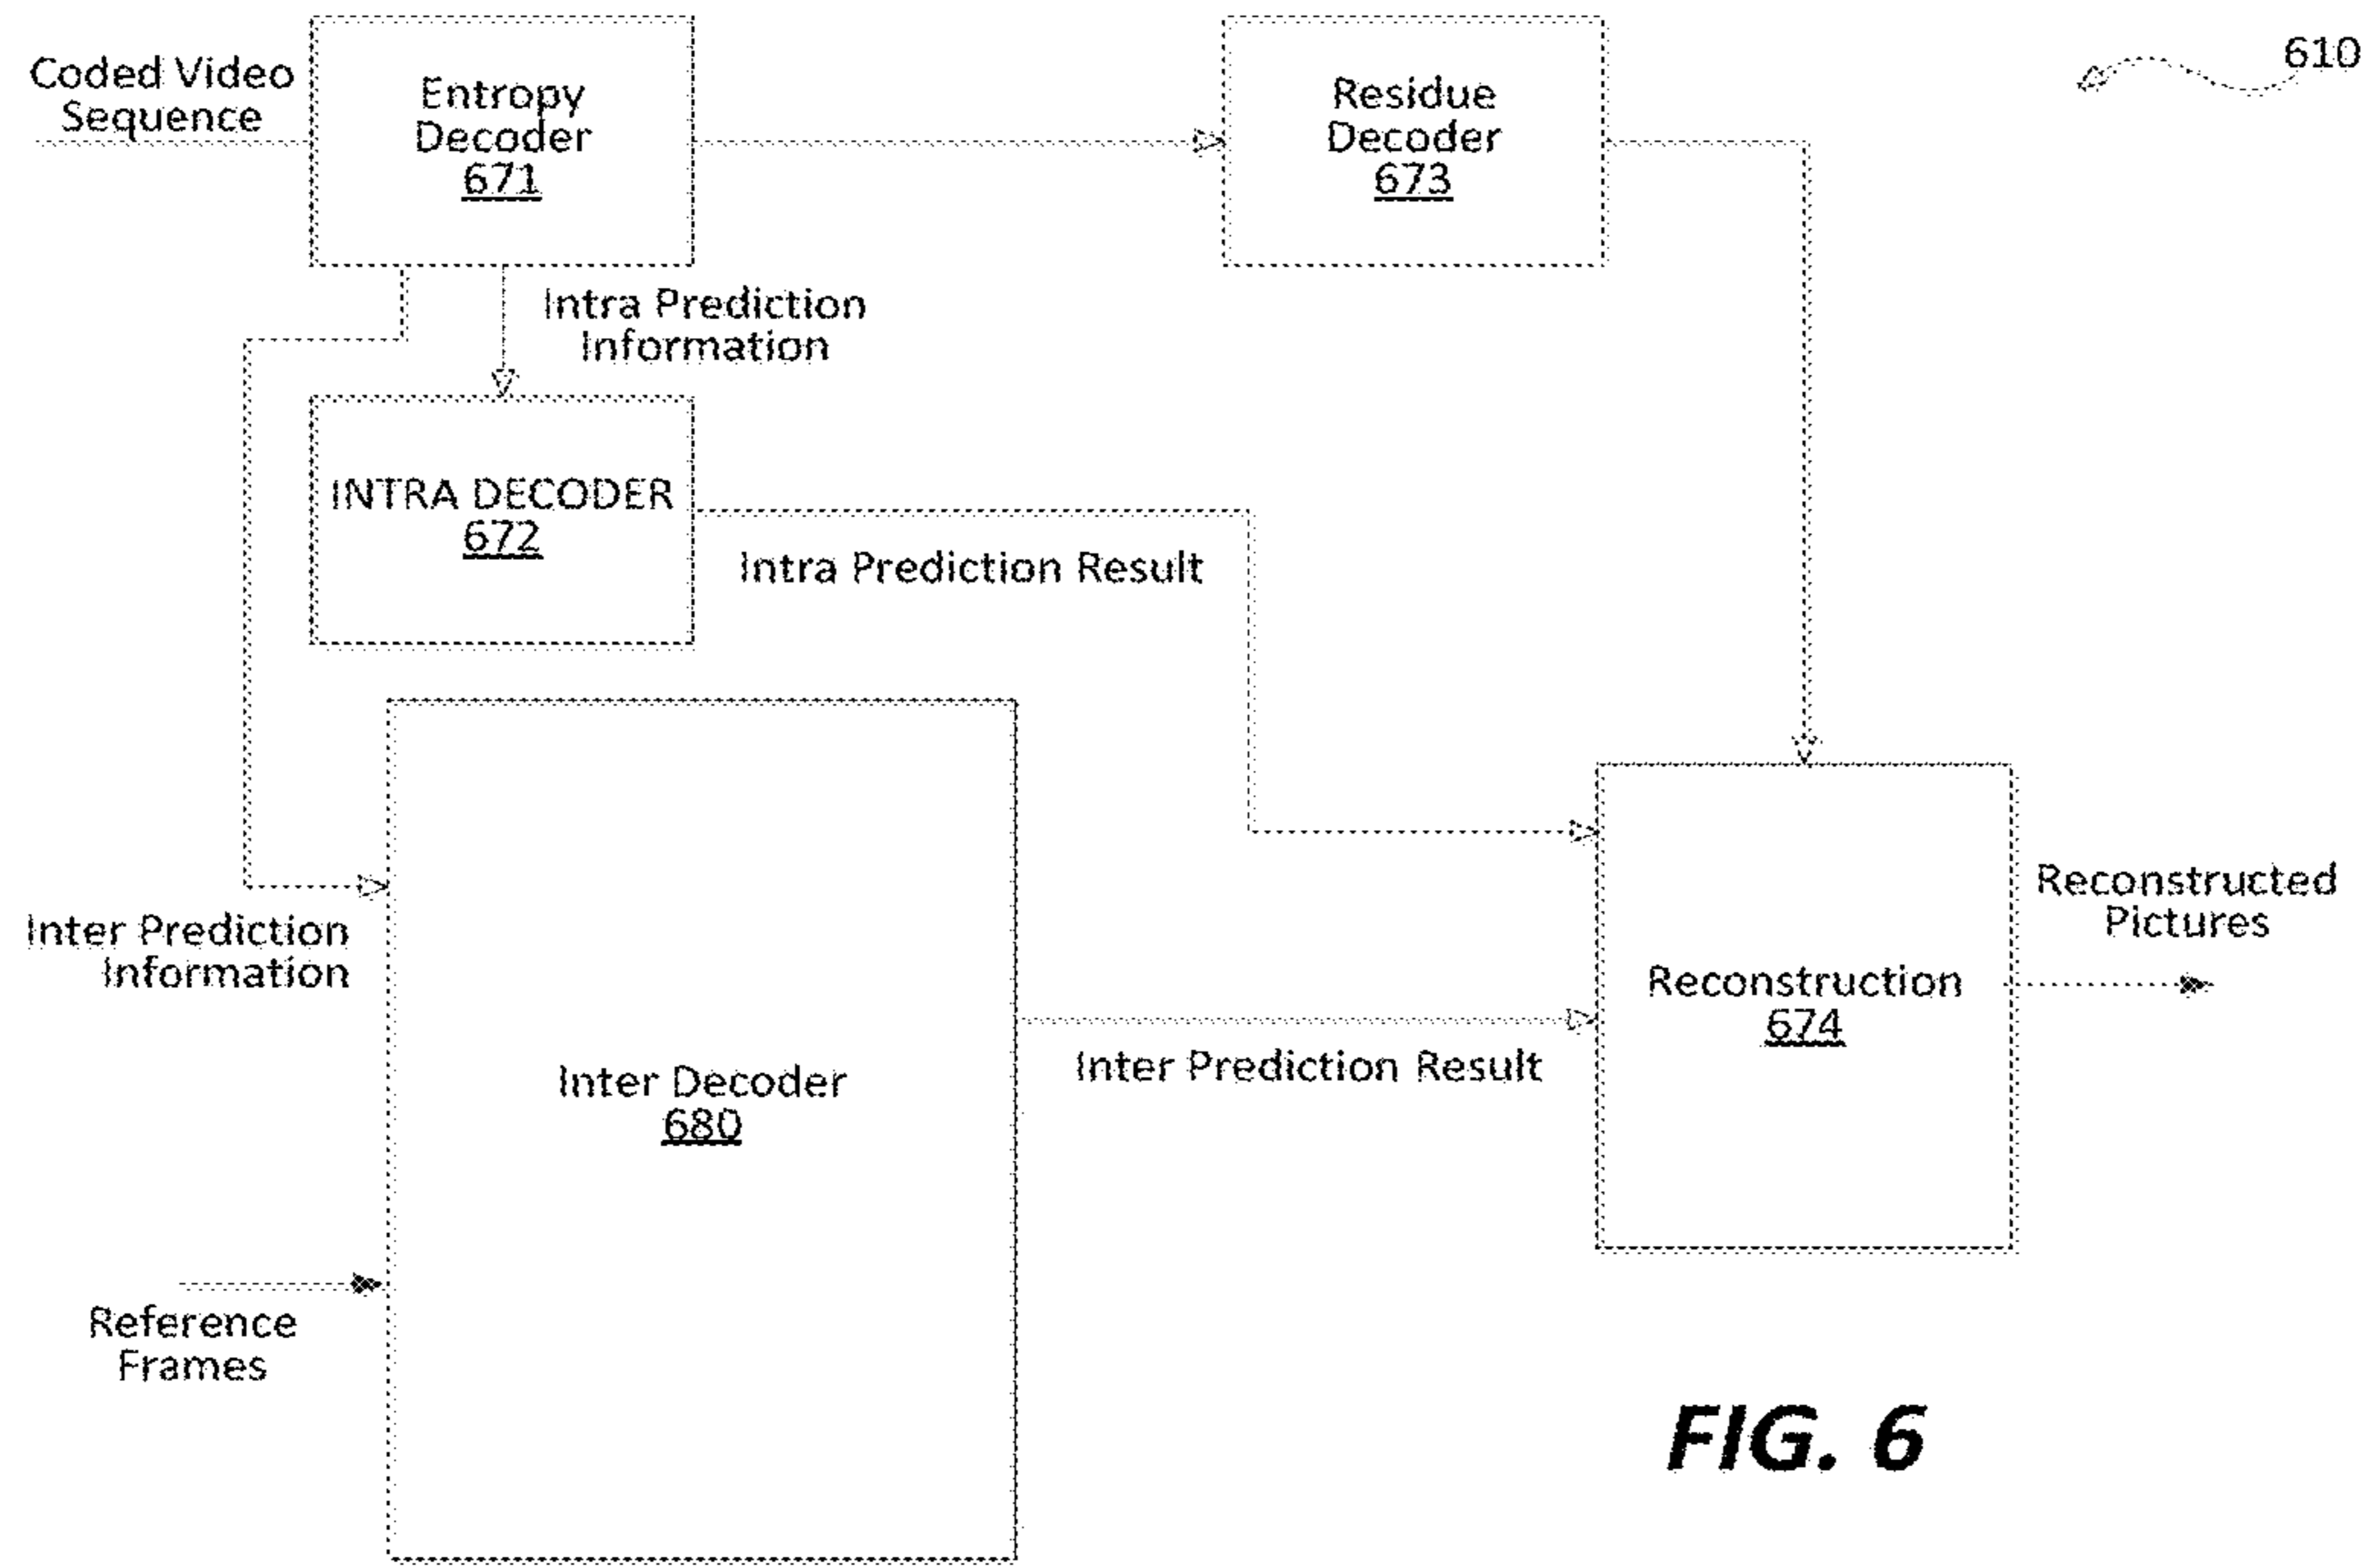 610
Coded Video
Sequence
Entropy
Decoder
671
Residue
Decoder
673
Intra Prediction
Information
INTRA DECODER
672
Intra Prediction Result
Inter Prediction
Information
Inter Decoder
680
Inter Prediction Result
Reconstruction
674
Reconstructed
Pictures
Reference
Frames
FIG. 6